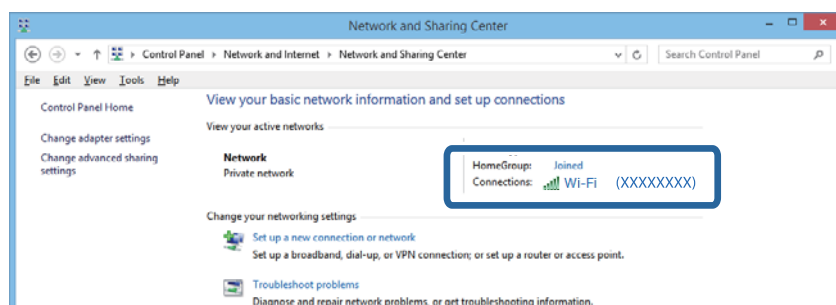 Network and Sharing Center
Control Panel Network and Internet Network and Sharing Center Search Control Panel
File Edit View Tools Help
Control Panel Home
Change adapter settings
Change advanced sharing
settings
View your basic network information and set up connections
View your active networks
Network
Private network
HomeGroup: Joined
Connections: Wi-Fi (XXXXXXXX)
Change your networking settings
Set up a new connection or network
Set up a broadband, dial-up, or VPN connection; or set up a router or access point.
Troubleshoot problems
Diagnose and repair network problems, or get troubleshooting information.